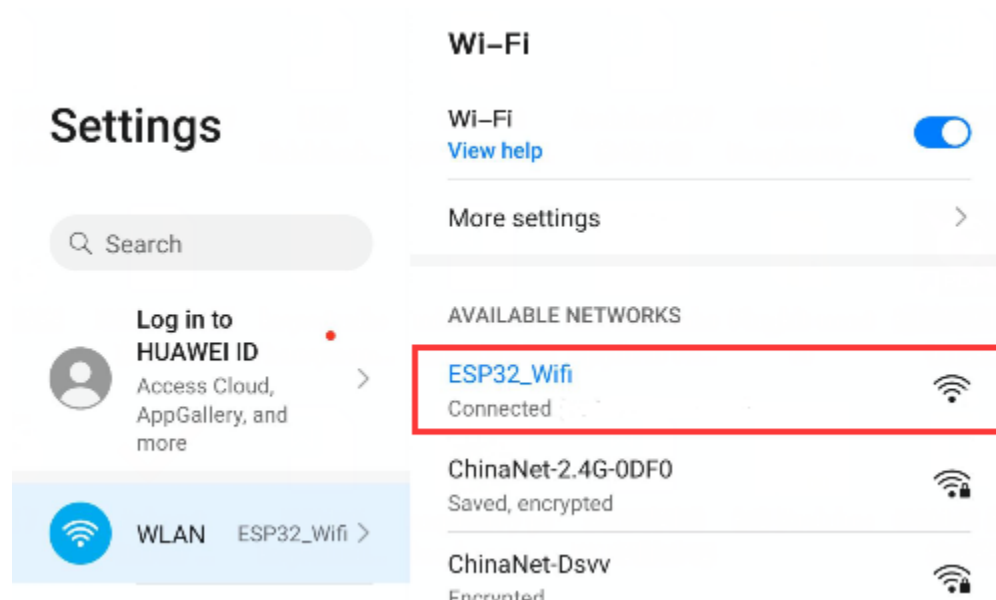 Settings
Search
Log in to
HUAWEI ID
Access Cloud,
AppGallery, and
more
WLAN ESP32_Wifi
Wi-Fi
Wi-Fi
View help
More settings
AVAILABLE NETWORKS
ESP32_Wifi
Connected
ChinaNet-2.4G-0DF0
Saved, encrypted
ChinaNet-Dsvv
Encrypted